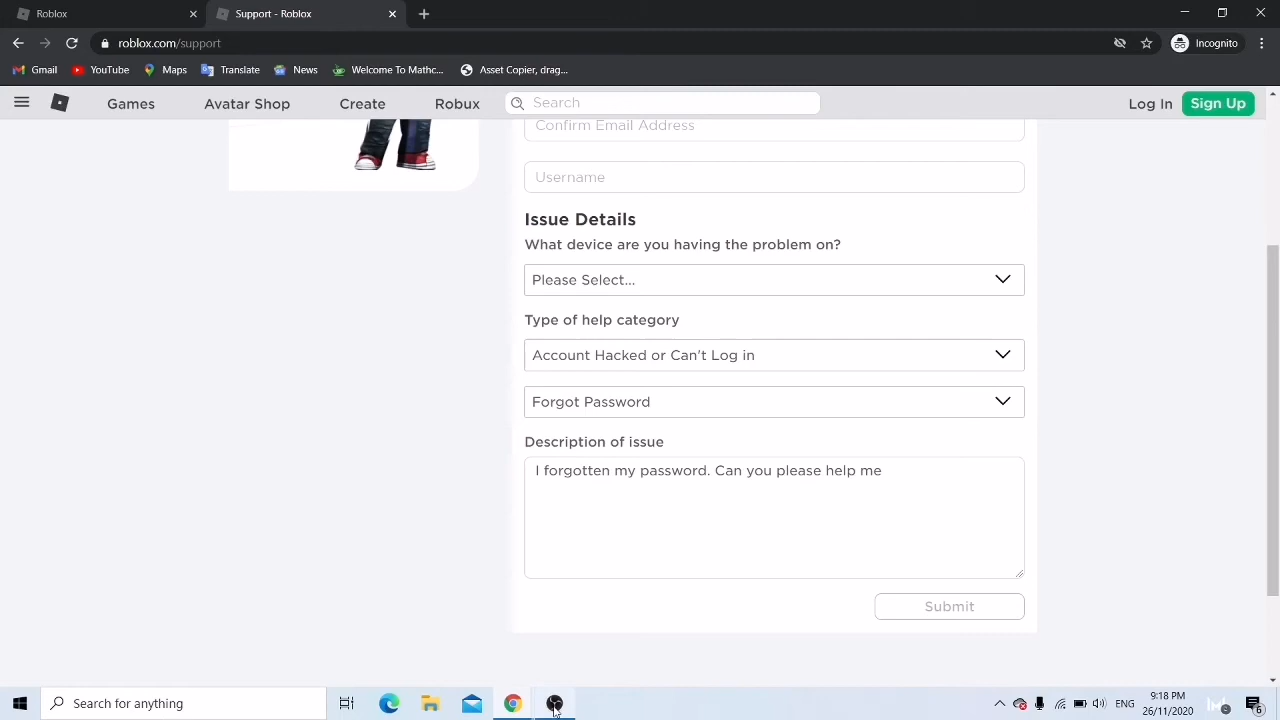 Roblox
Support - Roblox
roblox.com/support
Incognito
Gmail
YouTube
Maps
Translate
News
Welcome To Mathc...
Asset Copier, drag...
Games
Avatar Shop
Create
Robux
Search
Log In
Sign Up
Confirm Email Address
Username
Issue Details
What device are you having the problem on?
Please Select...
Type of help category
Account Hacked or Can't Log in
Forgot Password
Description of issue
I forgotten my password. Can you please help me
Submit
Search for anything
ENG
9:18 PM
26/11/2020
2
6